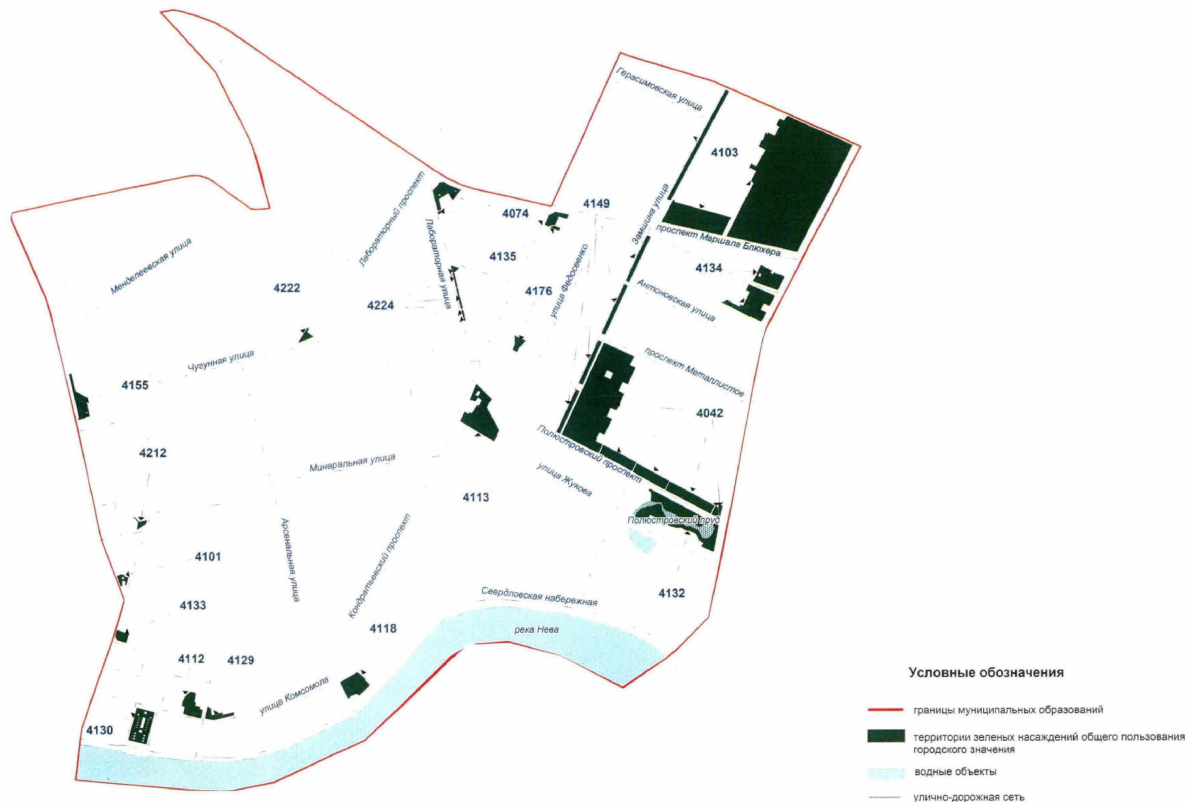 Герасимовская улица
4103
Лабораторный проспект
4074
4149
Замшина улица
проспект Маршала Блюхера
Менделеевская улица
Лабораторная улица
4135
4134
4222
4224
4176
улица Федосеенко
Антоновская улица
Чугунная улица
проспект Металлистов
4155
4042
4212
Минеральная улица
Полюстровский проспект
улица Жукова
4113
Полюстровский пруд
Арсенальная улица
Кондратьевский проспект
4101
4133
Свердловская набережная
4132
4118
река Нева
4112
4129
улица Комсомола
4130
Условные обозначения
границы муниципальных образований
территории зеленых насаждений общего пользования
городского значения
водные объекты
улично-дорожная сеть